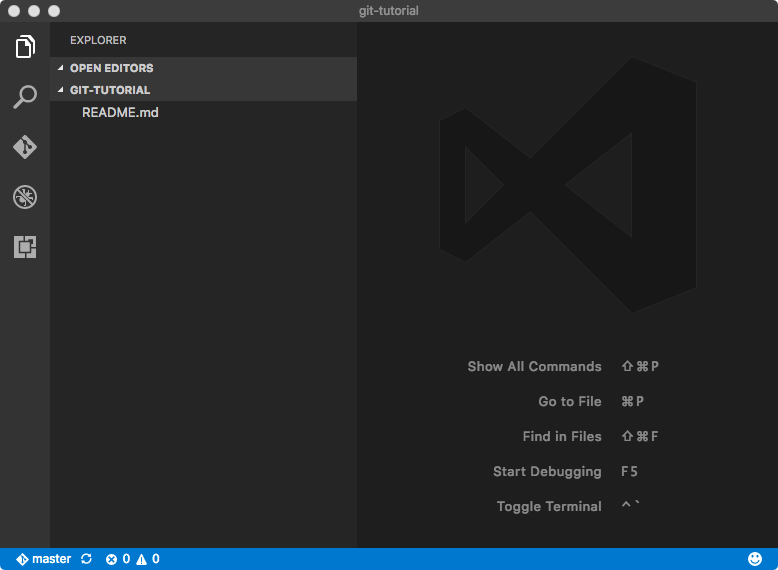 git-tutorial
EXPLORER
OPEN EDITORS
GIT-TUTORIAL
README.md
Show All Commands ⇧⌘P
Go to File ⌘P
Find in Files ⇧⌘F
Start Debugging F5
Toggle Terminal ^`
master 0 0